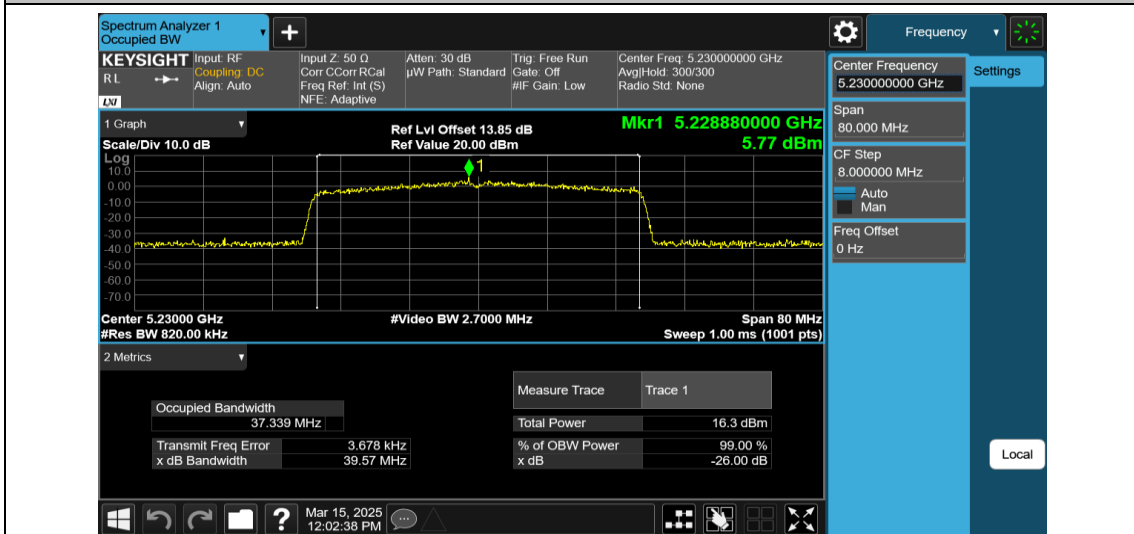 Spectrum Analyzer 1
Occupied BW
+
Frequency
KEYSIGHT
RL
LXI
Input: RF
Coupling: DC
Align: Auto
Input Z: 50 Ω
Corr CCorr RCal
Freq Ref: Int (S)
NFE: Adaptive
Atten: 30 dB
µW Path: Standard
Trig: Free Run
Gate: Off
#IF Gain: Low
Center Freq: 5.230000000 GHz
Avg|Hold: 300/300
Radio Std: None
Center Frequency
5.230000000 GHz
Settings
Span
80.000 MHz
CF Step
8.000000 MHz
Auto
Man
Freq Offset
0 Hz
1 Graph
Scale/Div 10.0 dB
Ref Lvl Offset 13.85 dB
Ref Value 20.00 dBm
Mkr1 5.228880000 GHz
5.77 dBm
Log
10.0
0.00
-10.0
-20.0
-30.0
-40.0
-50.0
-60.0
-70.0
1
Center 5.23000 GHz
#Res BW 820.00 kHz
#Video BW 2.7000 MHz
Span 80 MHz
Sweep 1.00 ms (1001 pts)
2 Metrics
Measure Trace Trace 1
Occupied Bandwidth
37.339 MHz
Total Power 16.3 dBm
Transmit Freq Error 3.678 kHz
% of OBW Power 99.00 %
x dB Bandwidth 39.57 MHz
x dB -26.00 dB
Local
?
Mar 15, 2025
12:02:38 PM